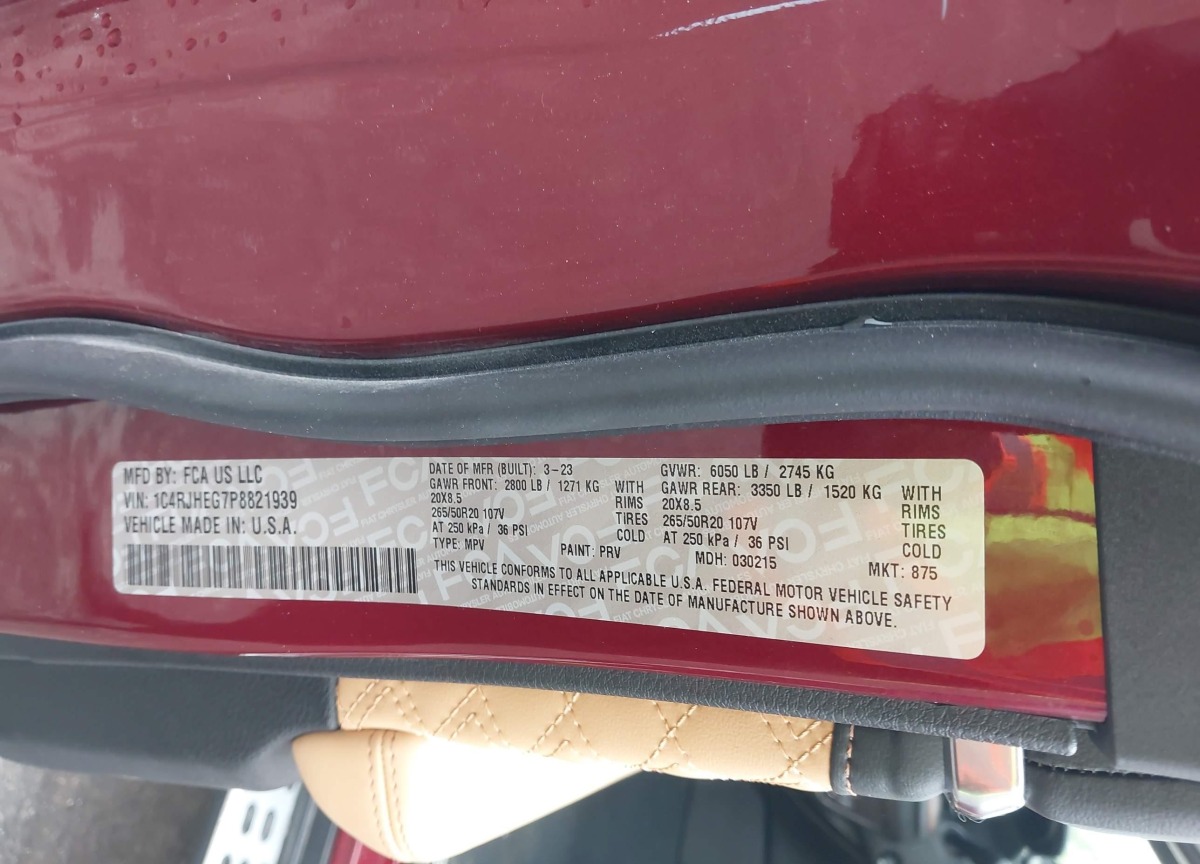 MFD BY: FCA US LLC
VIN: 1C4RJHEG7P8821939
VEHICLE MADE IN: U.S.A.
DATE OF MFR (BUILT): 3-23
GAWR FRONT: 2800 LB / 1271 KG WITH
20X8.5 RIMS
265/50R20 107V TIRES
AT 250 kPa / 36 PSI COLD
TYPE: MPV PAINT: PRV MDH: 030215 MKT: 875
GVWR: 6050 LB / 2745 KG
GAWR REAR: 3350 LB / 1520 KG WITH
20X8.5 RIMS
265/50R20 107V TIRES
AT 250 kPa / 36 PSI COLD
THIS VEHICLE CONFORMS TO ALL APPLICABLE U.S.A. FEDERAL MOTOR VEHICLE SAFETY
STANDARDS IN EFFECT ON THE DATE OF MANUFACTURE SHOWN ABOVE.